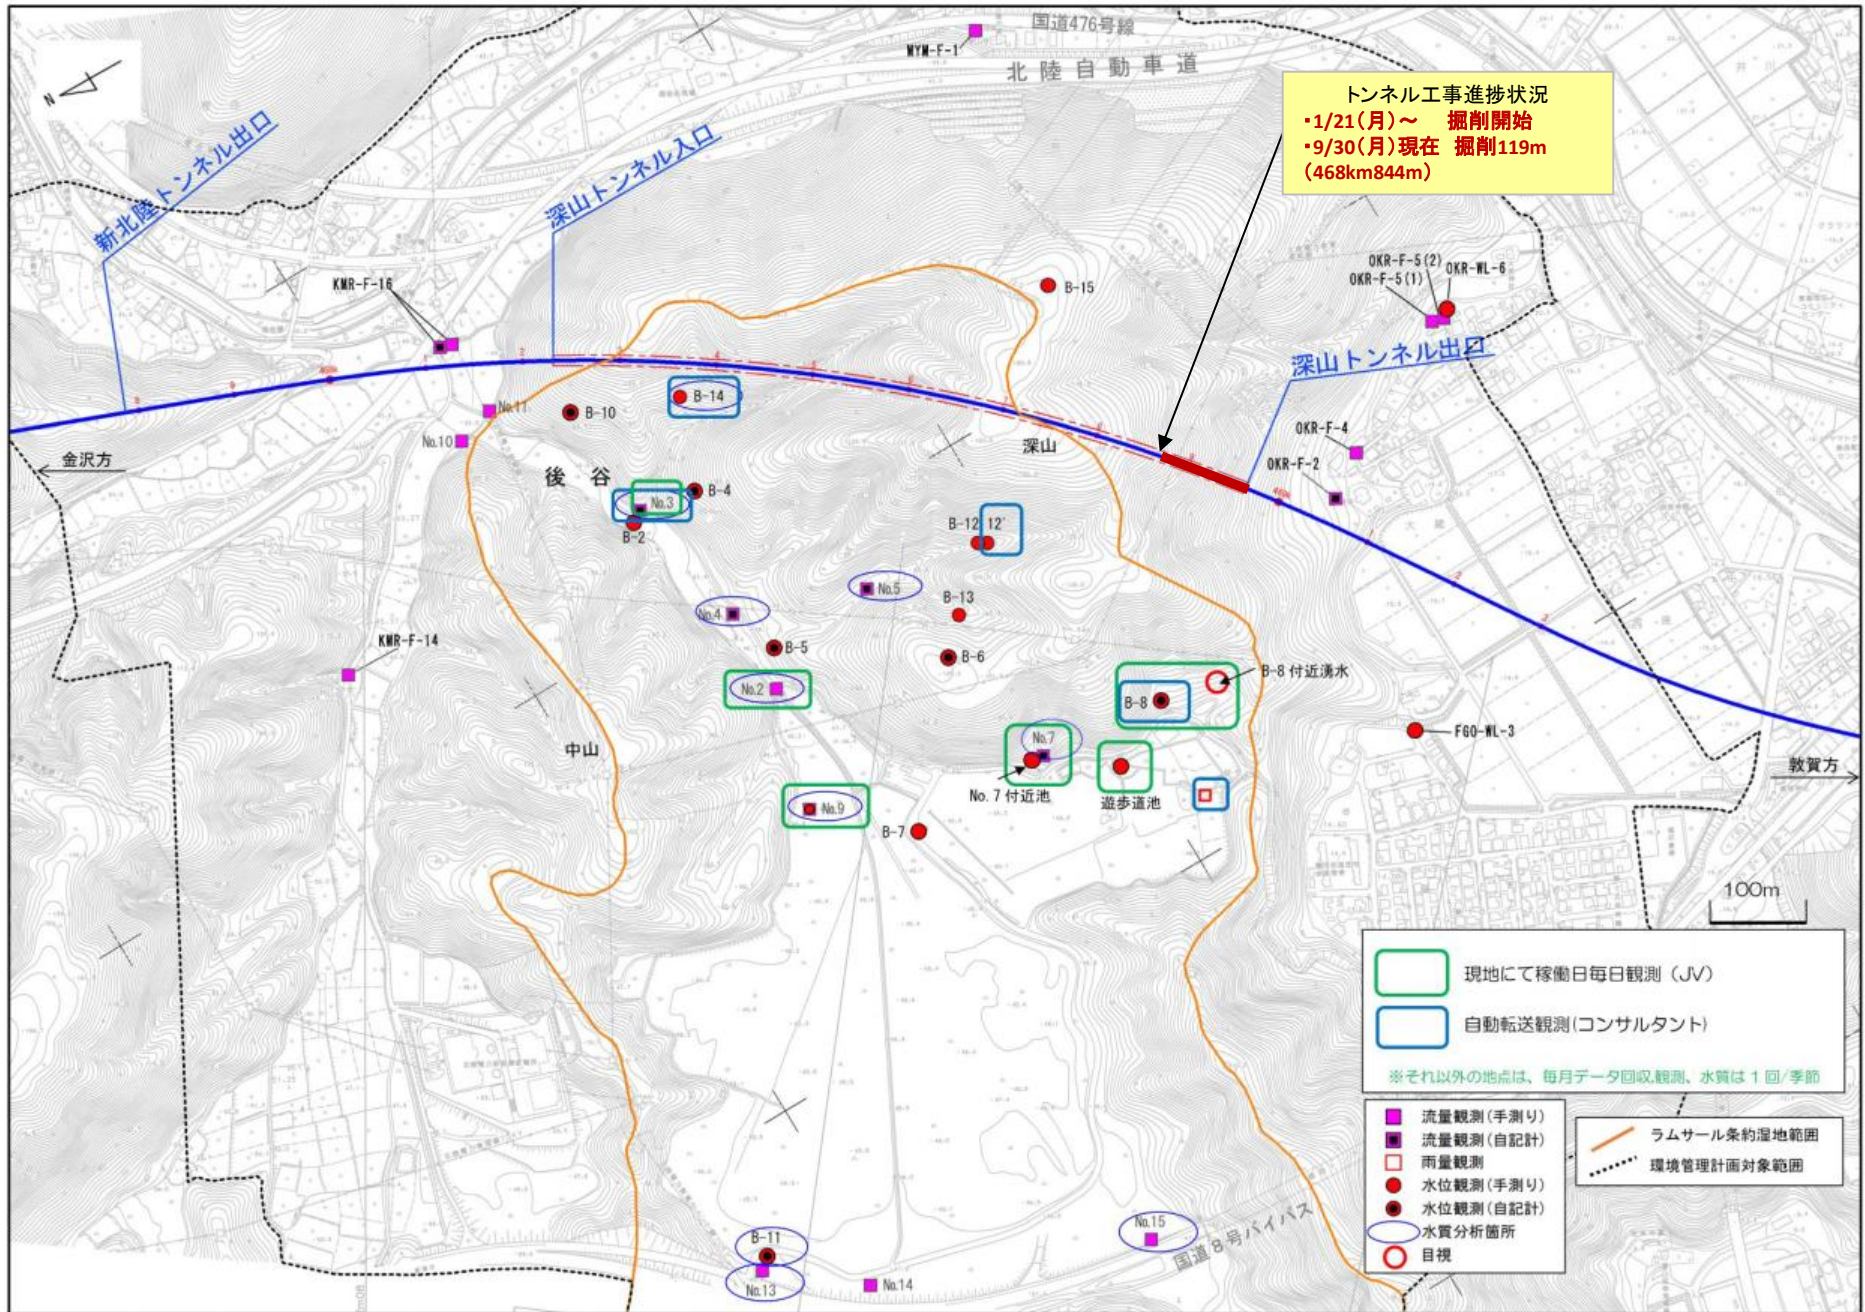 国道476号線
MYM-F-1
北陸自動車道
N
トンネル工事進捗状況
・1/21(月)～ 掘削開始
・9/30(月)現在 掘削119m
(468km844m)
新北陸トンネル出口
深山トンネル入口
KMR-F-16
B-15
OKR-F-5(2)
OKR-F-5(1)
OKR-WL-6
深山トンネル出口
B-14
No.11
B-10
No.10
OKR-F-4
金沢方
後谷
深山
OKR-F-2
No.3
B-4
B-2
B-12
12'
No.5
No.4
B-13
KMR-F-14
B-5
B-6
B-8 付近湧水
No.2
B-8
FGO-WL-3
中山
No.7
No.7 付近池
遊歩道池
敦賀方
No.9
B-7
100m
現地にて稼働日毎日観測（JV）
自動転送観測(コンサルタント)
※それ以外の地点は、毎月データ回収,観測、水質は１回/季節
流量観測(手測り)
流量観測(自記計)
雨量観測
水位観測(手測り)
水位観測(自記計)
水質分析箇所
目視
ラムサール条約湿地範囲
環境管理計画対象範囲
B-11
No.13
No.14
No.15
国道8号バイパス